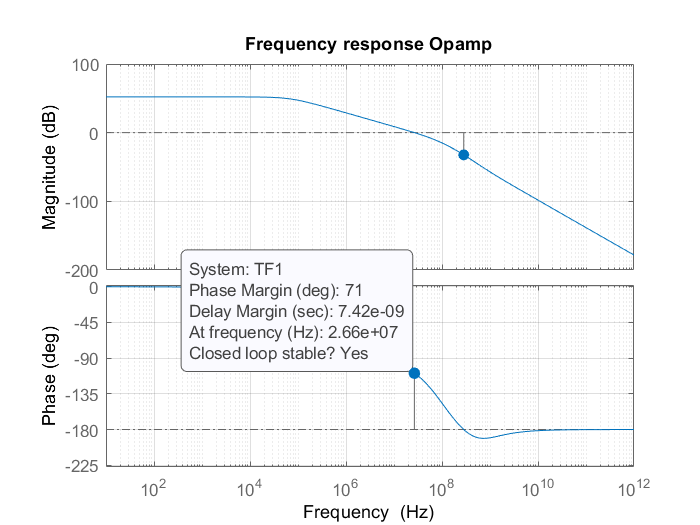 Frequency response Opamp
100
0
-100
-200
Magnitude (dB)
System: TF1
Phase Margin (deg): 71
Delay Margin (sec): 7.42e-09
At frequency (Hz): 2.66e+07
Closed loop stable? Yes
0
-45
-90
-135
-180
-225
Phase (deg)
10^2 10^4 10^6 10^8 10^10 10^12
Frequency (Hz)